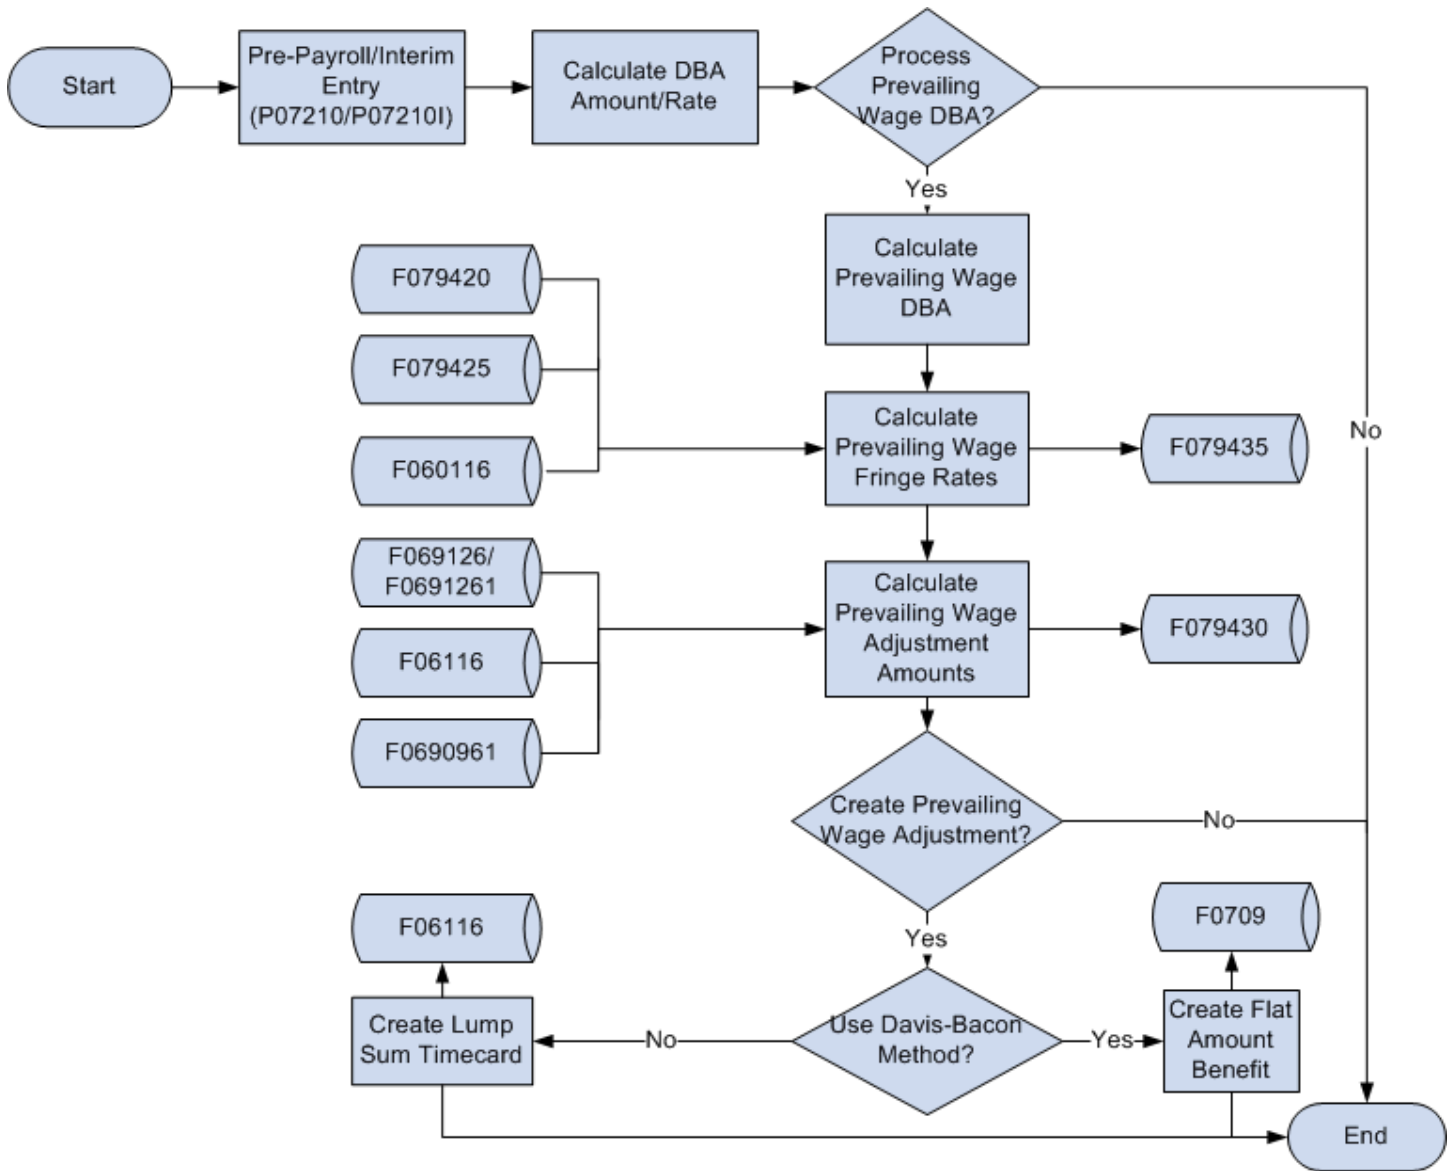 Start
Pre-Payroll/Interim
Entry
(P07210/P07210I)
Calculate DBA
Amount/Rate
Process
Prevailing
Wage DBA?
Yes
No
Calculate
Prevailing Wage
DBA
F079420
F079425
F060116
Calculate
Prevailing Wage
Fringe Rates
F079435
F069126/
F0691261
F06116
F0690961
Calculate
Prevailing Wage
Adjustment
Amounts
F079430
Create Prevailing
Wage Adjustment?
No
Yes
F06116
F0709
Use Davis-Bacon
Method?
No
Yes
Create Lump
Sum Timecard
Create Flat
Amount
Benefit
End